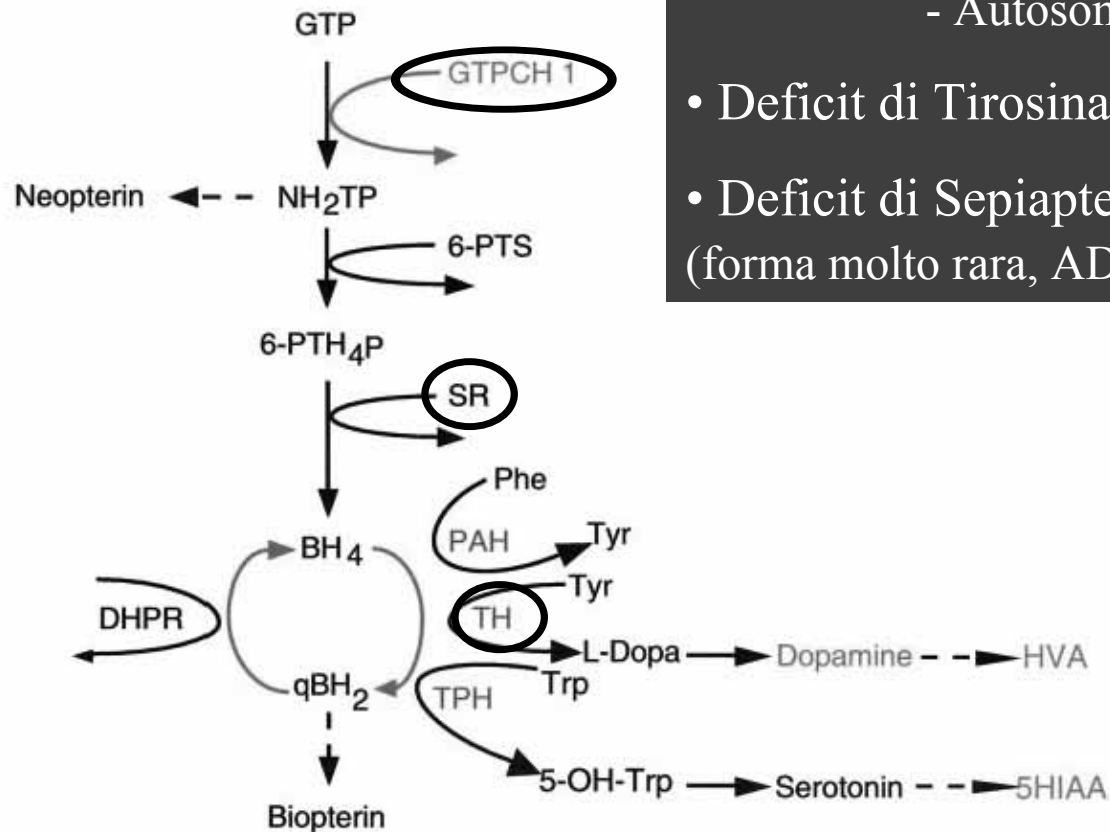 GTP
GTPCH 1
Neopterin
NH2TP
6-PTS
6-PTH4P
SR
Phe
PAH
Tyr
BH4
Tyr
DHPR
TH
L-Dopa
Dopamine
HVA
qBH2
TPH
Trp
5-OH-Trp
Serotonin
5HIAA
Biopterin
- Autoson
• Deficit di Tirosina
• Deficit di Sepiapte
(forma molto rara, AD